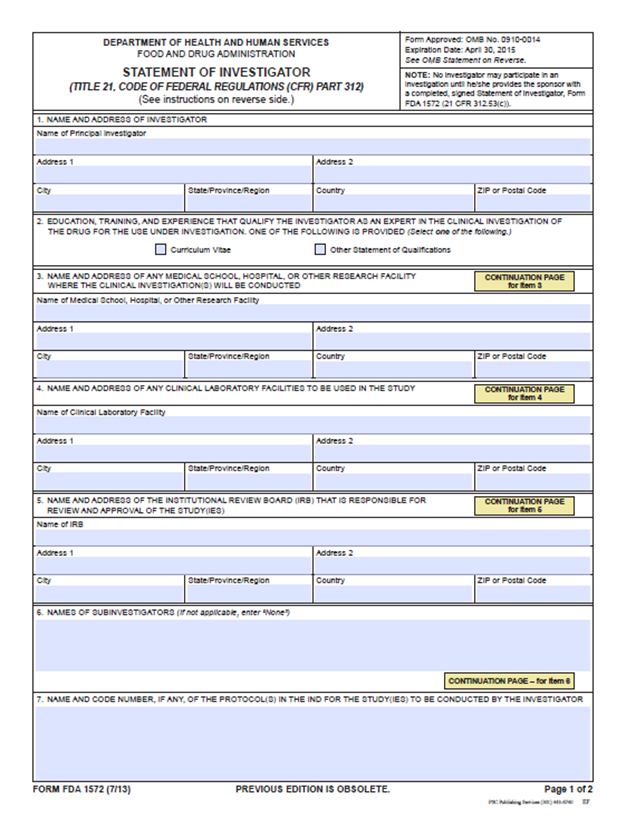 DEPARTMENT OF HEALTH AND HUMAN SERVICES
FOOD AND DRUG ADMINISTRATION
STATEMENT OF INVESTIGATOR
(TITLE 21, CODE OF FEDERAL REGULATIONS (CFR) PART 312)
(See instructions on reverse side.)
Form Approved: OMB No. 0910-0014
Expiration Date: April 30, 2015
See OMB Statement on Reverse.
NOTE: No investigator may participate in an
investigation until he/she provides the sponsor with
a completed, signed Statement of Investigator, Form
FDA 1572 (21 CFR 312.53(c)).
1. NAME AND ADDRESS OF INVESTIGATOR
Name of Principal Investigator
Address 1 Address 2
City State/Province/Region Country ZIP or Postal Code
2. EDUCATION, TRAINING, AND EXPERIENCE THAT QUALIFY THE INVESTIGATOR AS AN EXPERT IN THE CLINICAL INVESTIGATION OF
THE DRUG FOR THE USE UNDER INVESTIGATION. ONE OF THE FOLLOWING IS PROVIDED (Select one of the following.)
Curriculum Vitae Other Statement of Qualifications
3. NAME AND ADDRESS OF ANY MEDICAL SCHOOL, HOSPITAL, OR OTHER RESEARCH FACILITY
WHERE THE CLINICAL INVESTIGATION(S) WILL BE CONDUCTED
CONTINUATION PAGE
for Item 3
Name of Medical School, Hospital, or Other Research Facility
Address 1 Address 2
City State/Province/Region Country ZIP or Postal Code
4. NAME AND ADDRESS OF ANY CLINICAL LABORATORY FACILITIES TO BE USED IN THE STUDY
CONTINUATION PAGE
for Item 4
Name of Clinical Laboratory Facility
Address 1 Address 2
City State/Province/Region Country ZIP or Postal Code
5. NAME AND ADDRESS OF THE INSTITUTIONAL REVIEW BOARD (IRB) THAT IS RESPONSIBLE FOR
REVIEW AND APPROVAL OF THE STUDY(IES)
CONTINUATION PAGE
for Item 5
Name of IRB
Address 1 Address 2
City State/Province/Region Country ZIP or Postal Code
6. NAMES OF SUBINVESTIGATORS (If not applicable, enter "None")
CONTINUATION PAGE – for Item 6
7. NAME AND CODE NUMBER, IF ANY, OF THE PROTOCOL(S) IN THE IND FOR THE STUDY(IES) TO BE CONDUCTED BY THE INVESTIGATOR
FORM FDA 1572 (7/13) PREVIOUS EDITION IS OBSOLETE. Page 1 of 2
PSC Publishing Services (301) 443-6740 EF